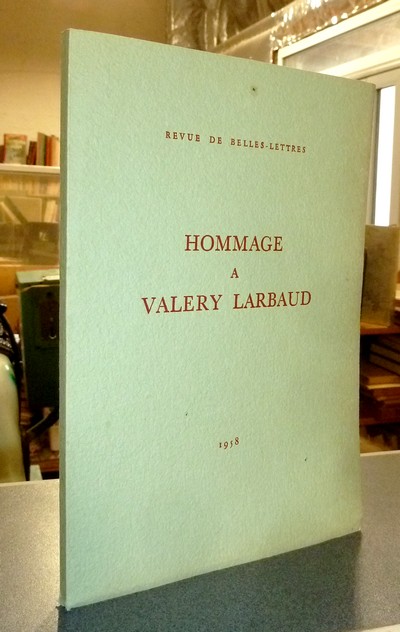 REVUE DE BELLES-LETTRES
HOMMAGE
A
VALERY LARBAUD
1958